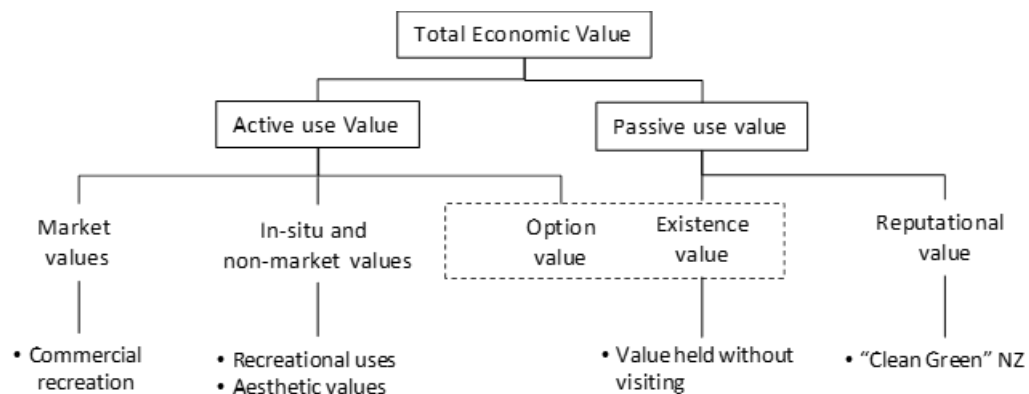 Total Economic Value
Active use Value
Passive use value
Market
values
In-situ and
non-market values
Option
value
Existence
value
Reputational
value
• Commercial
recreation
• Recreational uses
• Aesthetic values
• Value held without
visiting
• “Clean Green” NZ